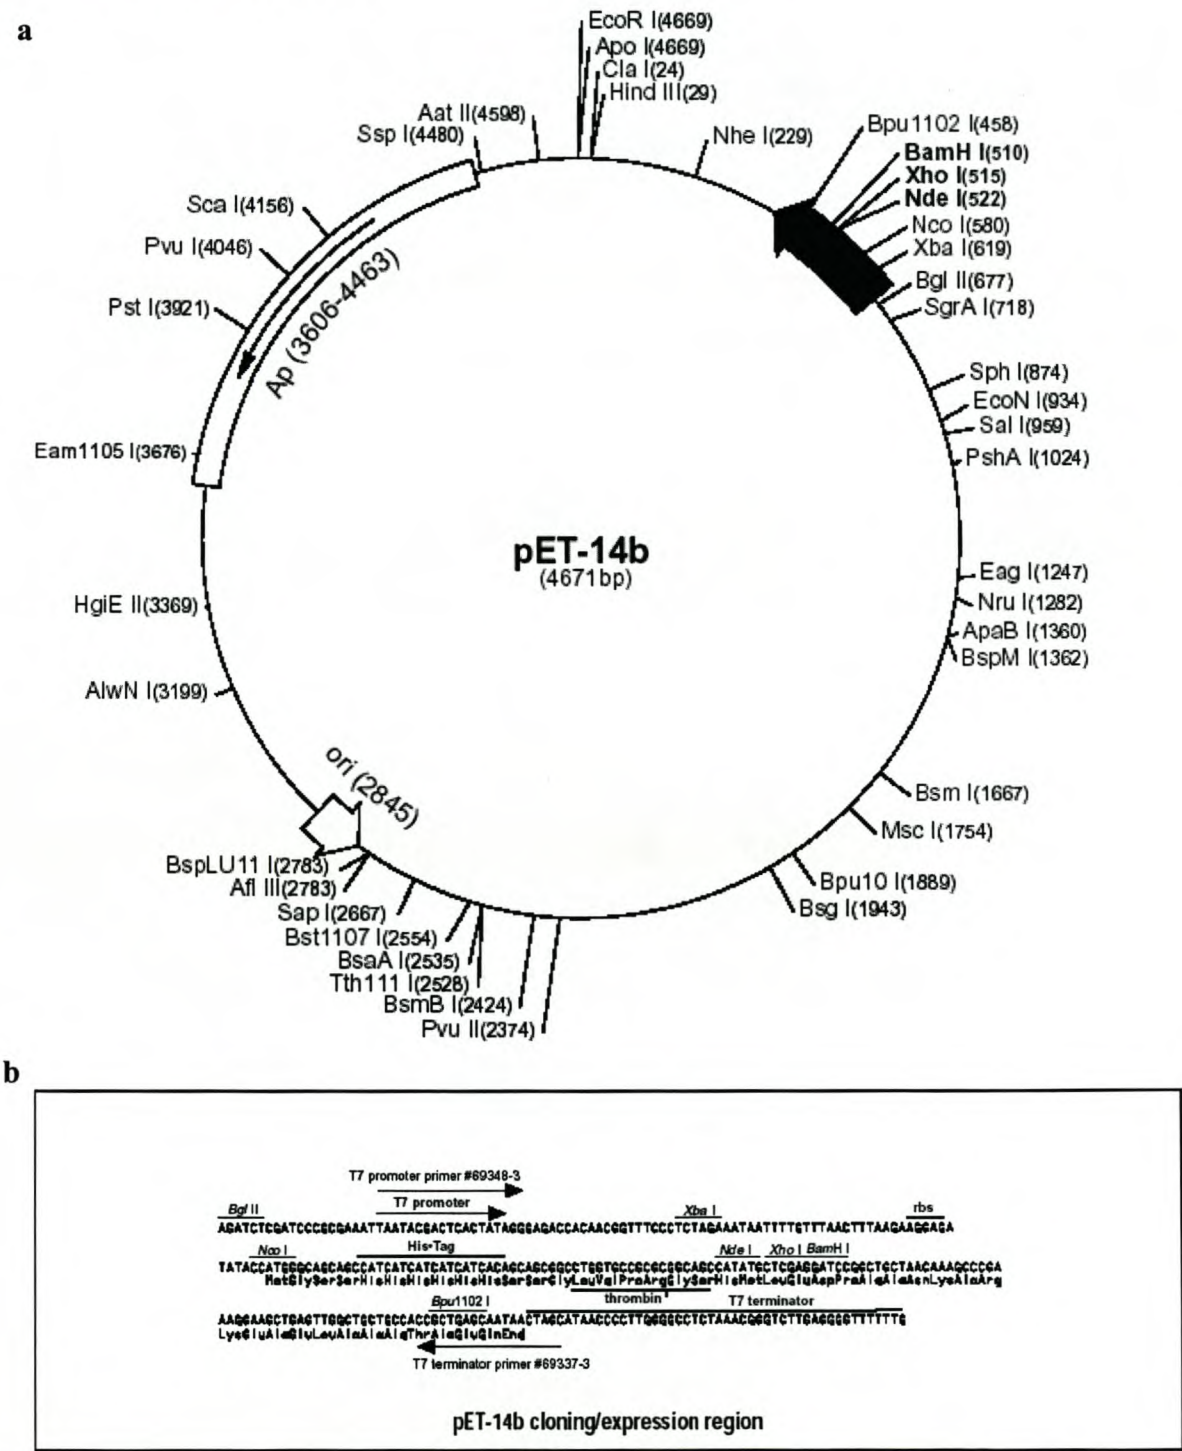 a
EcoR I(4669)
Apo I(4669)
Cla I(24)
Hind III(29)
Aat II(4598)
Ssp I(4480)
Nhe I(229)
Bpu1102 I(458)
BamH I(510)
Xho I(515)
Nde I(522)
Nco I(580)
Xba I(619)
Bgl II(677)
SgrA I(718)
Sca I(4156)
Pvu I(4046)
Pst I(3921)
Ap (3606-4463)
Sph I(874)
EcoN I(934)
Sal I(959)
PshA I(1024)
Eam1105 I(3676)
pET-14b
(4671bp)
Eag I(1247)
Nru I(1282)
ApaB I(1360)
BspM I(1362)
HgiE II(3369)
AlwN I(3199)
ori (2845)
Bsm I(1667)
Msc I(1754)
Bpu10 I(1889)
Bsg I(1943)
BspLU11 I(2783)
Afl III(2783)
Sap I(2667)
Bst1107 I(2554)
BsaA I(2535)
Tth111 I(2528)
BsmB I(2424)
Pvu II(2374)
b
T7 promoter primer #69348-3
Bgl II T7 promoter Xba I rbs
AGATCTCGATCCCGCGAAATTAATACGACTCACTATAGGGAGACCACAACGGTTTCCCTCTAGAAATAATTTTGTTTAACTTTAAGAAGGAGA
Nco I His•Tag Nde I Xho I BamH I
TATACCATGGGCAGCAGCCATCATCATCATCATCACAGCAGCGGCCTGGTGCCGCGCGGCAGCCATATGCTCGAGGATCCGGCTGCTAACAAAGCCCGA
MetGlySerSerHisHisHisHisHisHisSerSerGlyLeuValProArgGlySerHisMetLeuGluAspProAlaAlaAsnLysAlaArg
thrombin
Bpu1102 I T7 terminator
AAGGAAGCTGAGTTGGCTGCTGCCACCGCTGAGCAATAACTAGCATAACCCCTTGGGGCCTCTAAACGGGTCTTGAGGGGTTTTTTG
LysGluAlaGluLeuAlaAlaAlaThrAlaGluGlnEnd
T7 terminator primer #69337-3
pET-14b cloning/expression region